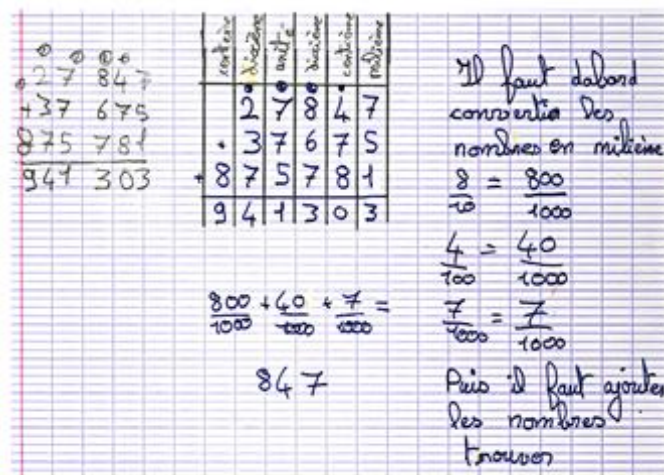 27 847
+37 675
875 781
941 303
centaine dizaine unité dixième centième millième
2 7 8 4 7
+ 3 7 6 7 5
+ 8 7 5 7 8 1
9 4 1 3 0 3
800/1000 + 40/1000 + 7/1000 =
847
Il faut dabord
convertir des
nombres en milième
8/10 = 800/1000
4/100 = 40/1000
7/1000 = 7/1000
Puis il faut ajouter
les nombres
trouver